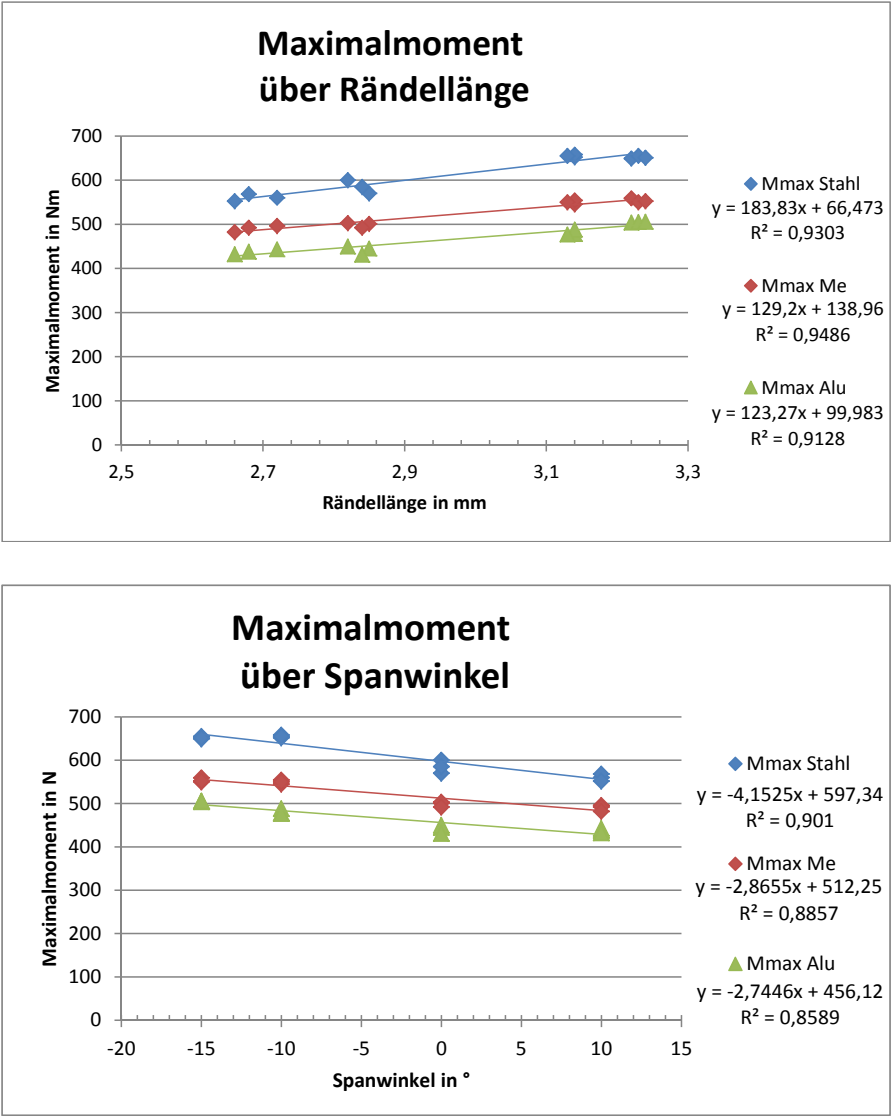 Maximalmoment
über Rändellänge
700
600
500
400
300
200
100
0
2,5
2,7
2,9
3,1
3,3
Maximalmoment in Nm
Rändellänge in mm
Mmax Stahl
y = 183,83x + 66,473
R² = 0,9303
Mmax Me
y = 129,2x + 138,96
R² = 0,9486
Mmax Alu
y = 123,27x + 99,983
R² = 0,9128
Maximalmoment
über Spanwinkel
700
600
500
400
300
200
100
0
-20
-15
-10
-5
0
5
10
15
Maximalmoment in N
Spanwinkel in °
Mmax Stahl
y = -4,1525x + 597,34
R² = 0,901
Mmax Me
y = -2,8655x + 512,25
R² = 0,8857
Mmax Alu
y = -2,7446x + 456,12
R² = 0,8589